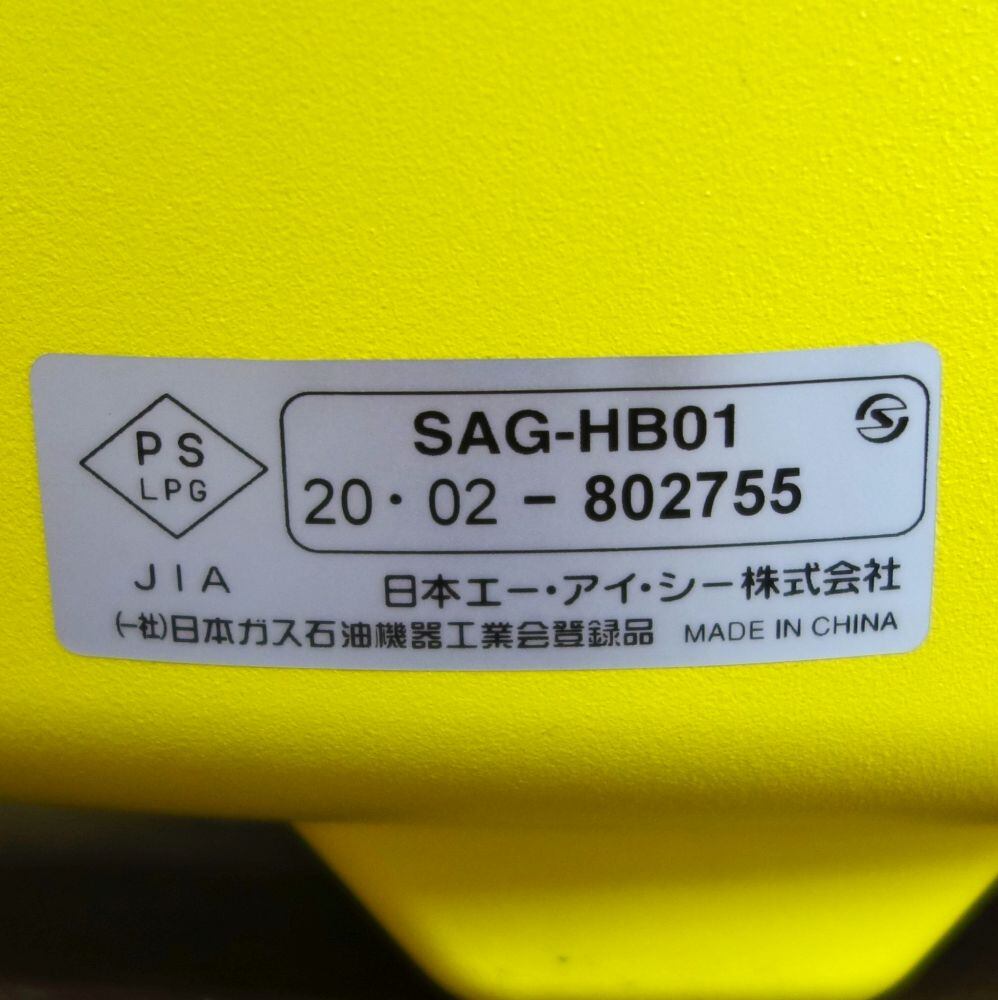 PS
LPG
JIA
SAG-HB01
20・02-802755
日本エー・アイ・シー株式会社
(一社)日本ガス石油機器工業会登録品 MADE IN CHINA